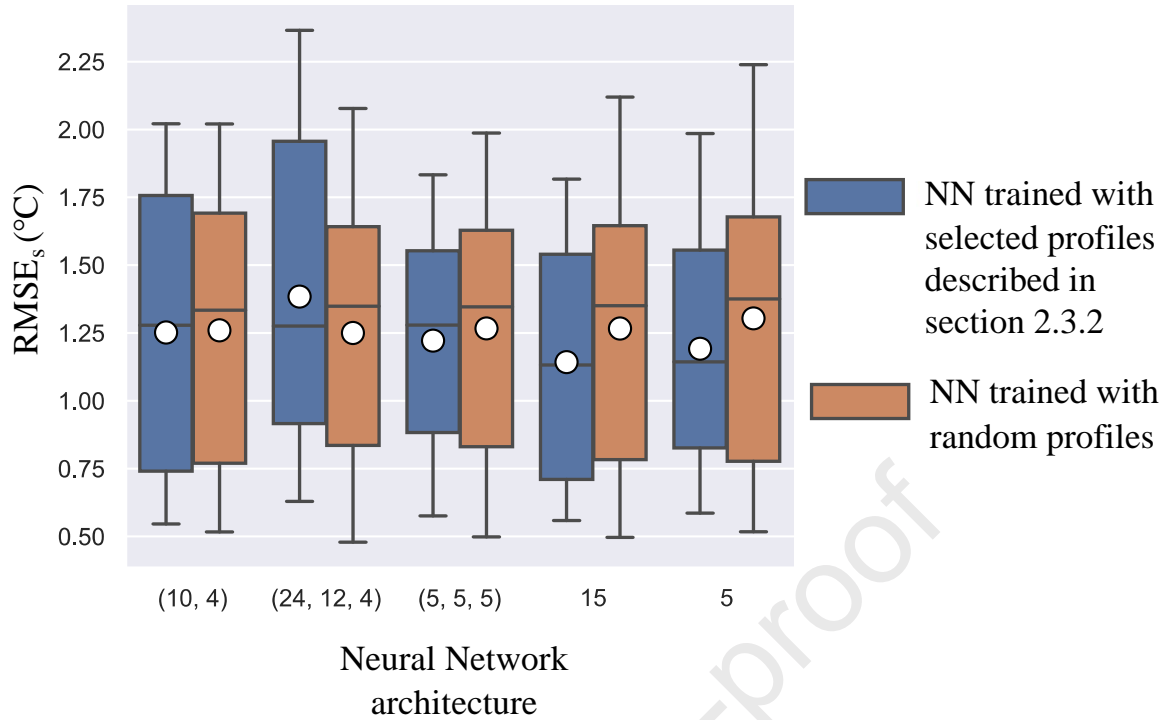 2.25
2.00
1.75
1.50
1.25
1.00
0.75
0.50
RMSEs (°C)
(10, 4) (24, 12, 4) (5, 5, 5) 15 5
Neural Network
architecture
NN trained with
selected profiles
described in
section 2.3.2
NN trained with
random profiles
-proof